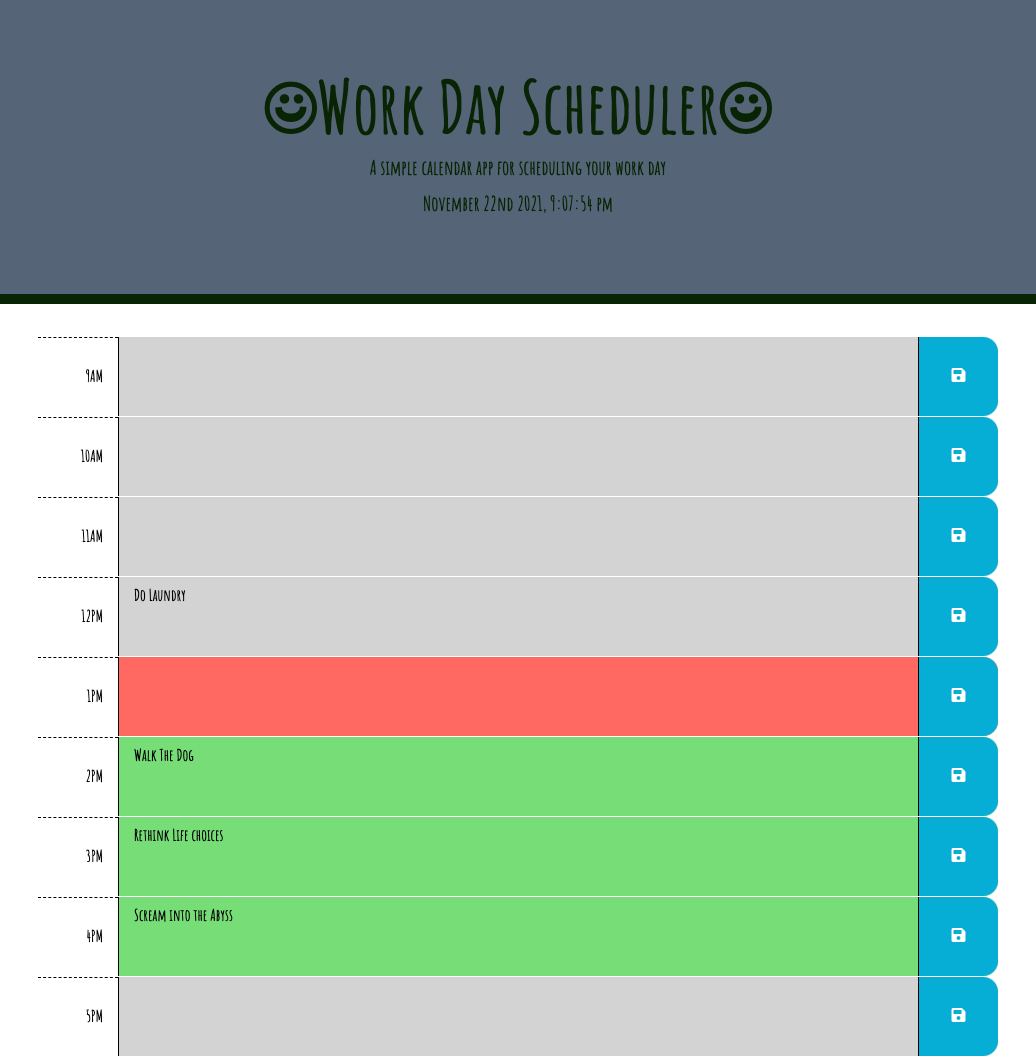 Work Day Scheduler
A simple calendar app for scheduling your work day
November 22nd 2021, 9:07:54 pm
9AM
10AM
11AM
12PM Do Laundry
1PM
2PM Walk The Dog
3PM Rethink Life choices
4PM Scream into the Abyss
5PM